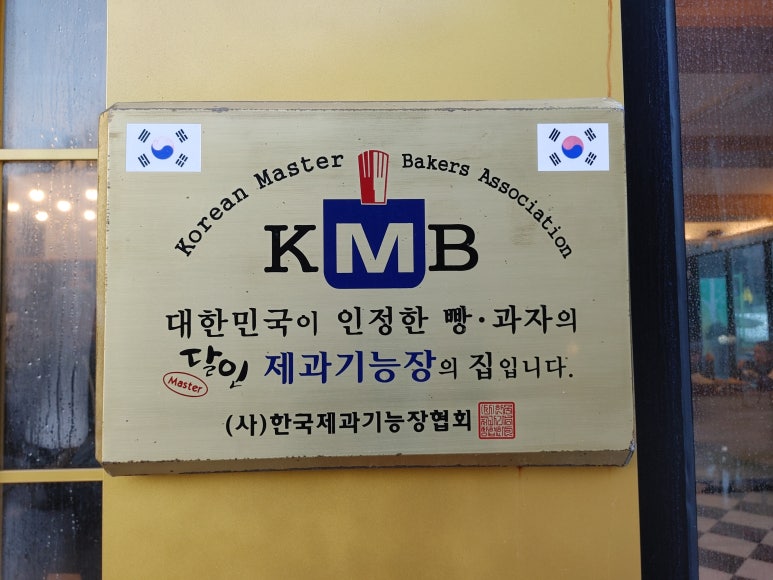 Korean Master Bakers Association
KMB
대한민국이 인정한 빵·과자의
달인 제과기능장의 집입니다.
Master
(사)한국제과기능장협회